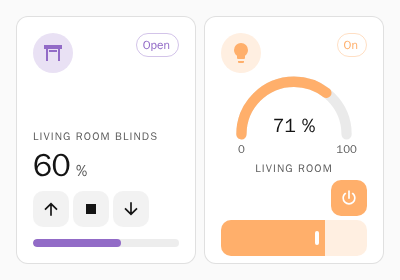 Open
LIVING ROOM BLINDS
60 %
On
71 %
0 100
LIVING ROOM